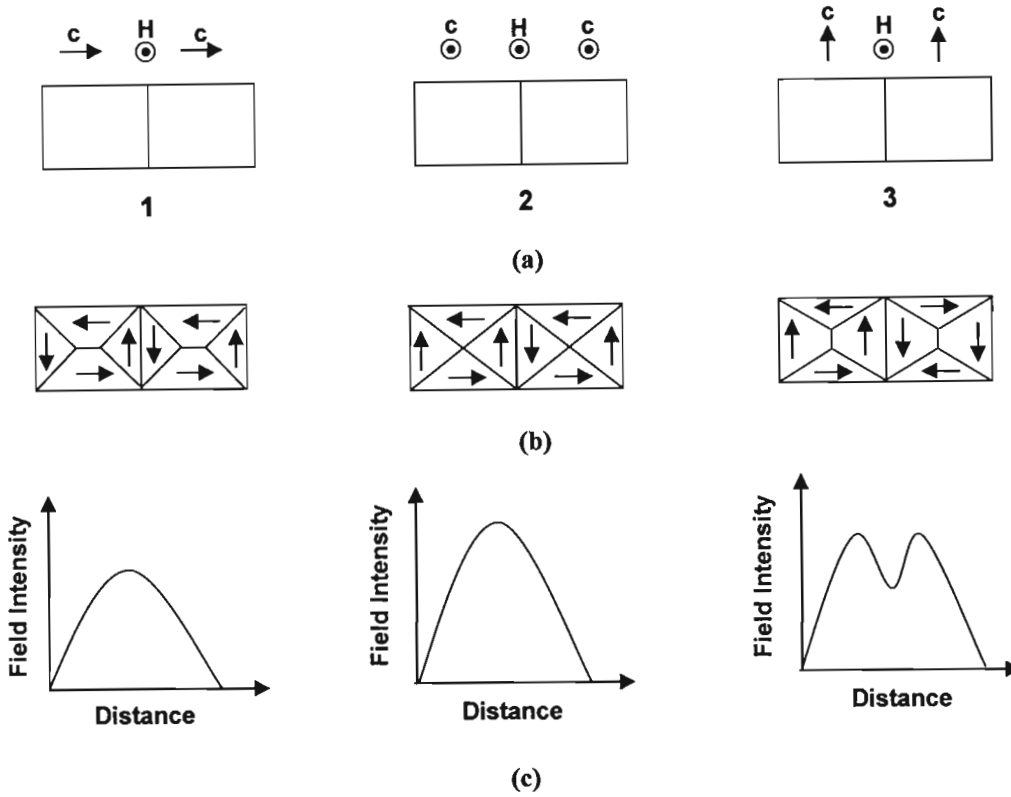 c H c
c H c
c H c
1
2
3
(a)
(b)
Field Intensity
Distance
Field Intensity
Distance
Field Intensity
Distance
(c)